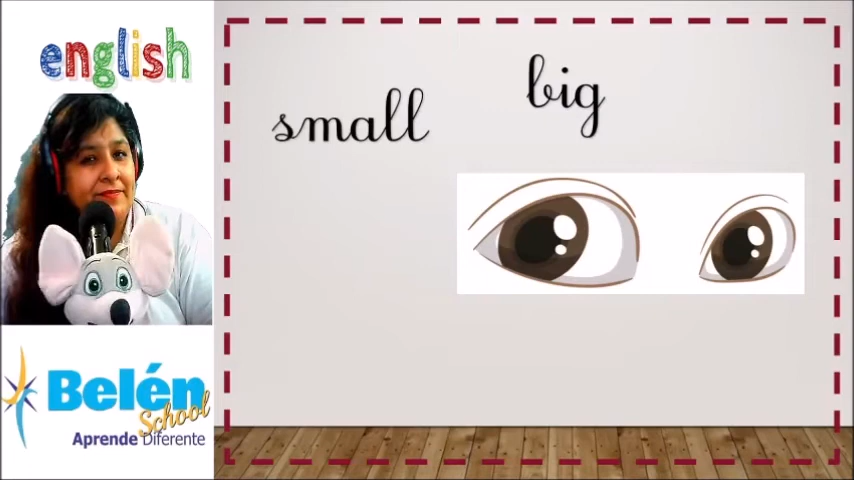 english
small
big
Belén
School
Aprende Diferente